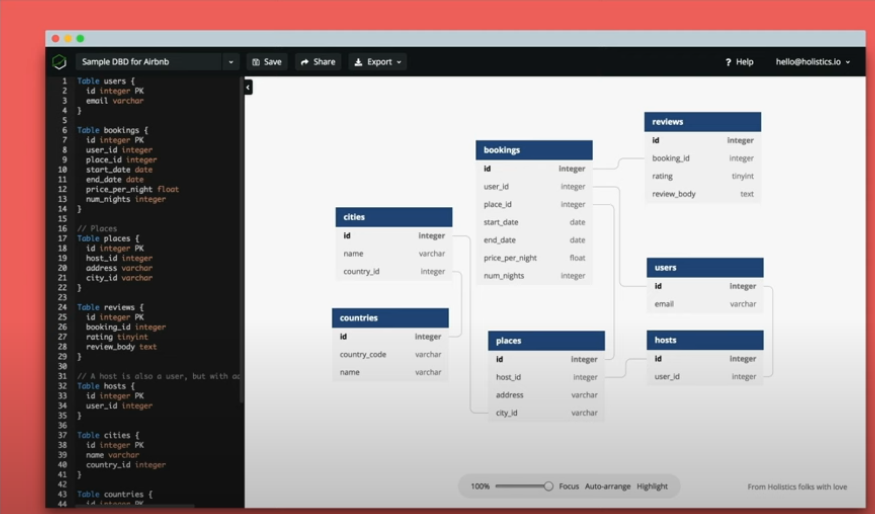 Sample DBD for Airbnb
Save
Share
Export
? Help
hello@holistics.io
1 Table users {
2 id integer PK
3 email varchar
4 }
5
6 Table bookings {
7 id integer PK
8 user_id integer
9 place_id integer
10 start_date date
11 end_date date
12 price_per_night float
13 num_nights integer
14 }
15
16 // Places
17 Table places {
18 id integer PK
19 host_id integer
20 address varchar
21 city_id varchar
22 }
23
24 Table reviews {
25 id integer PK
26 booking_id integer
27 rating tinyint
28 review_body text
29 }
30
31 // A host is also a user, but with
32 Table hosts {
33 id integer PK
34 user_id integer
35 }
36
37 Table cities {
38 id integer PK
39 name varchar
40 country_id integer
41 }
42
43 Table countries {
44 id integer PK
cities
id integer
name varchar
country_id integer
countries
id integer
country_code varchar
name varchar
bookings
id integer
user_id integer
place_id integer
start_date date
end_date date
price_per_night float
num_nights integer
places
id integer
host_id integer
address varchar
city_id varchar
reviews
id integer
booking_id integer
rating tinyint
review_body text
users
id integer
email varchar
hosts
id integer
user_id integer
100% Focus Auto-arrange Highlight
From Holistics folks with love